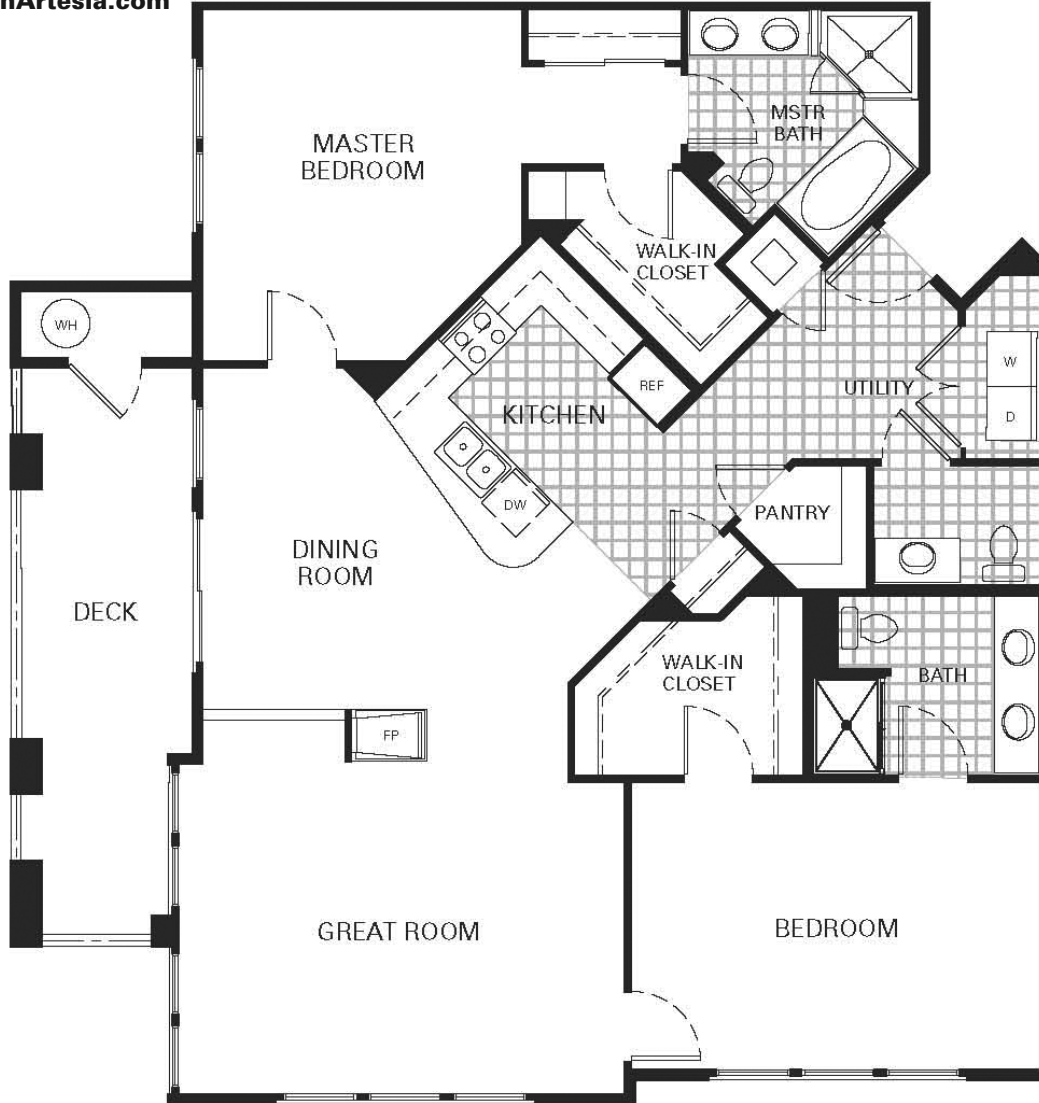 nArtesia.com
MASTER
BEDROOM
MSTR
BATH
WALK-IN
CLOSET
WH
REF
KITCHEN
UTILITY
W
D
DW
PANTRY
DINING
ROOM
DECK
WALK-IN
CLOSET
BATH
FP
GREAT ROOM
BEDROOM